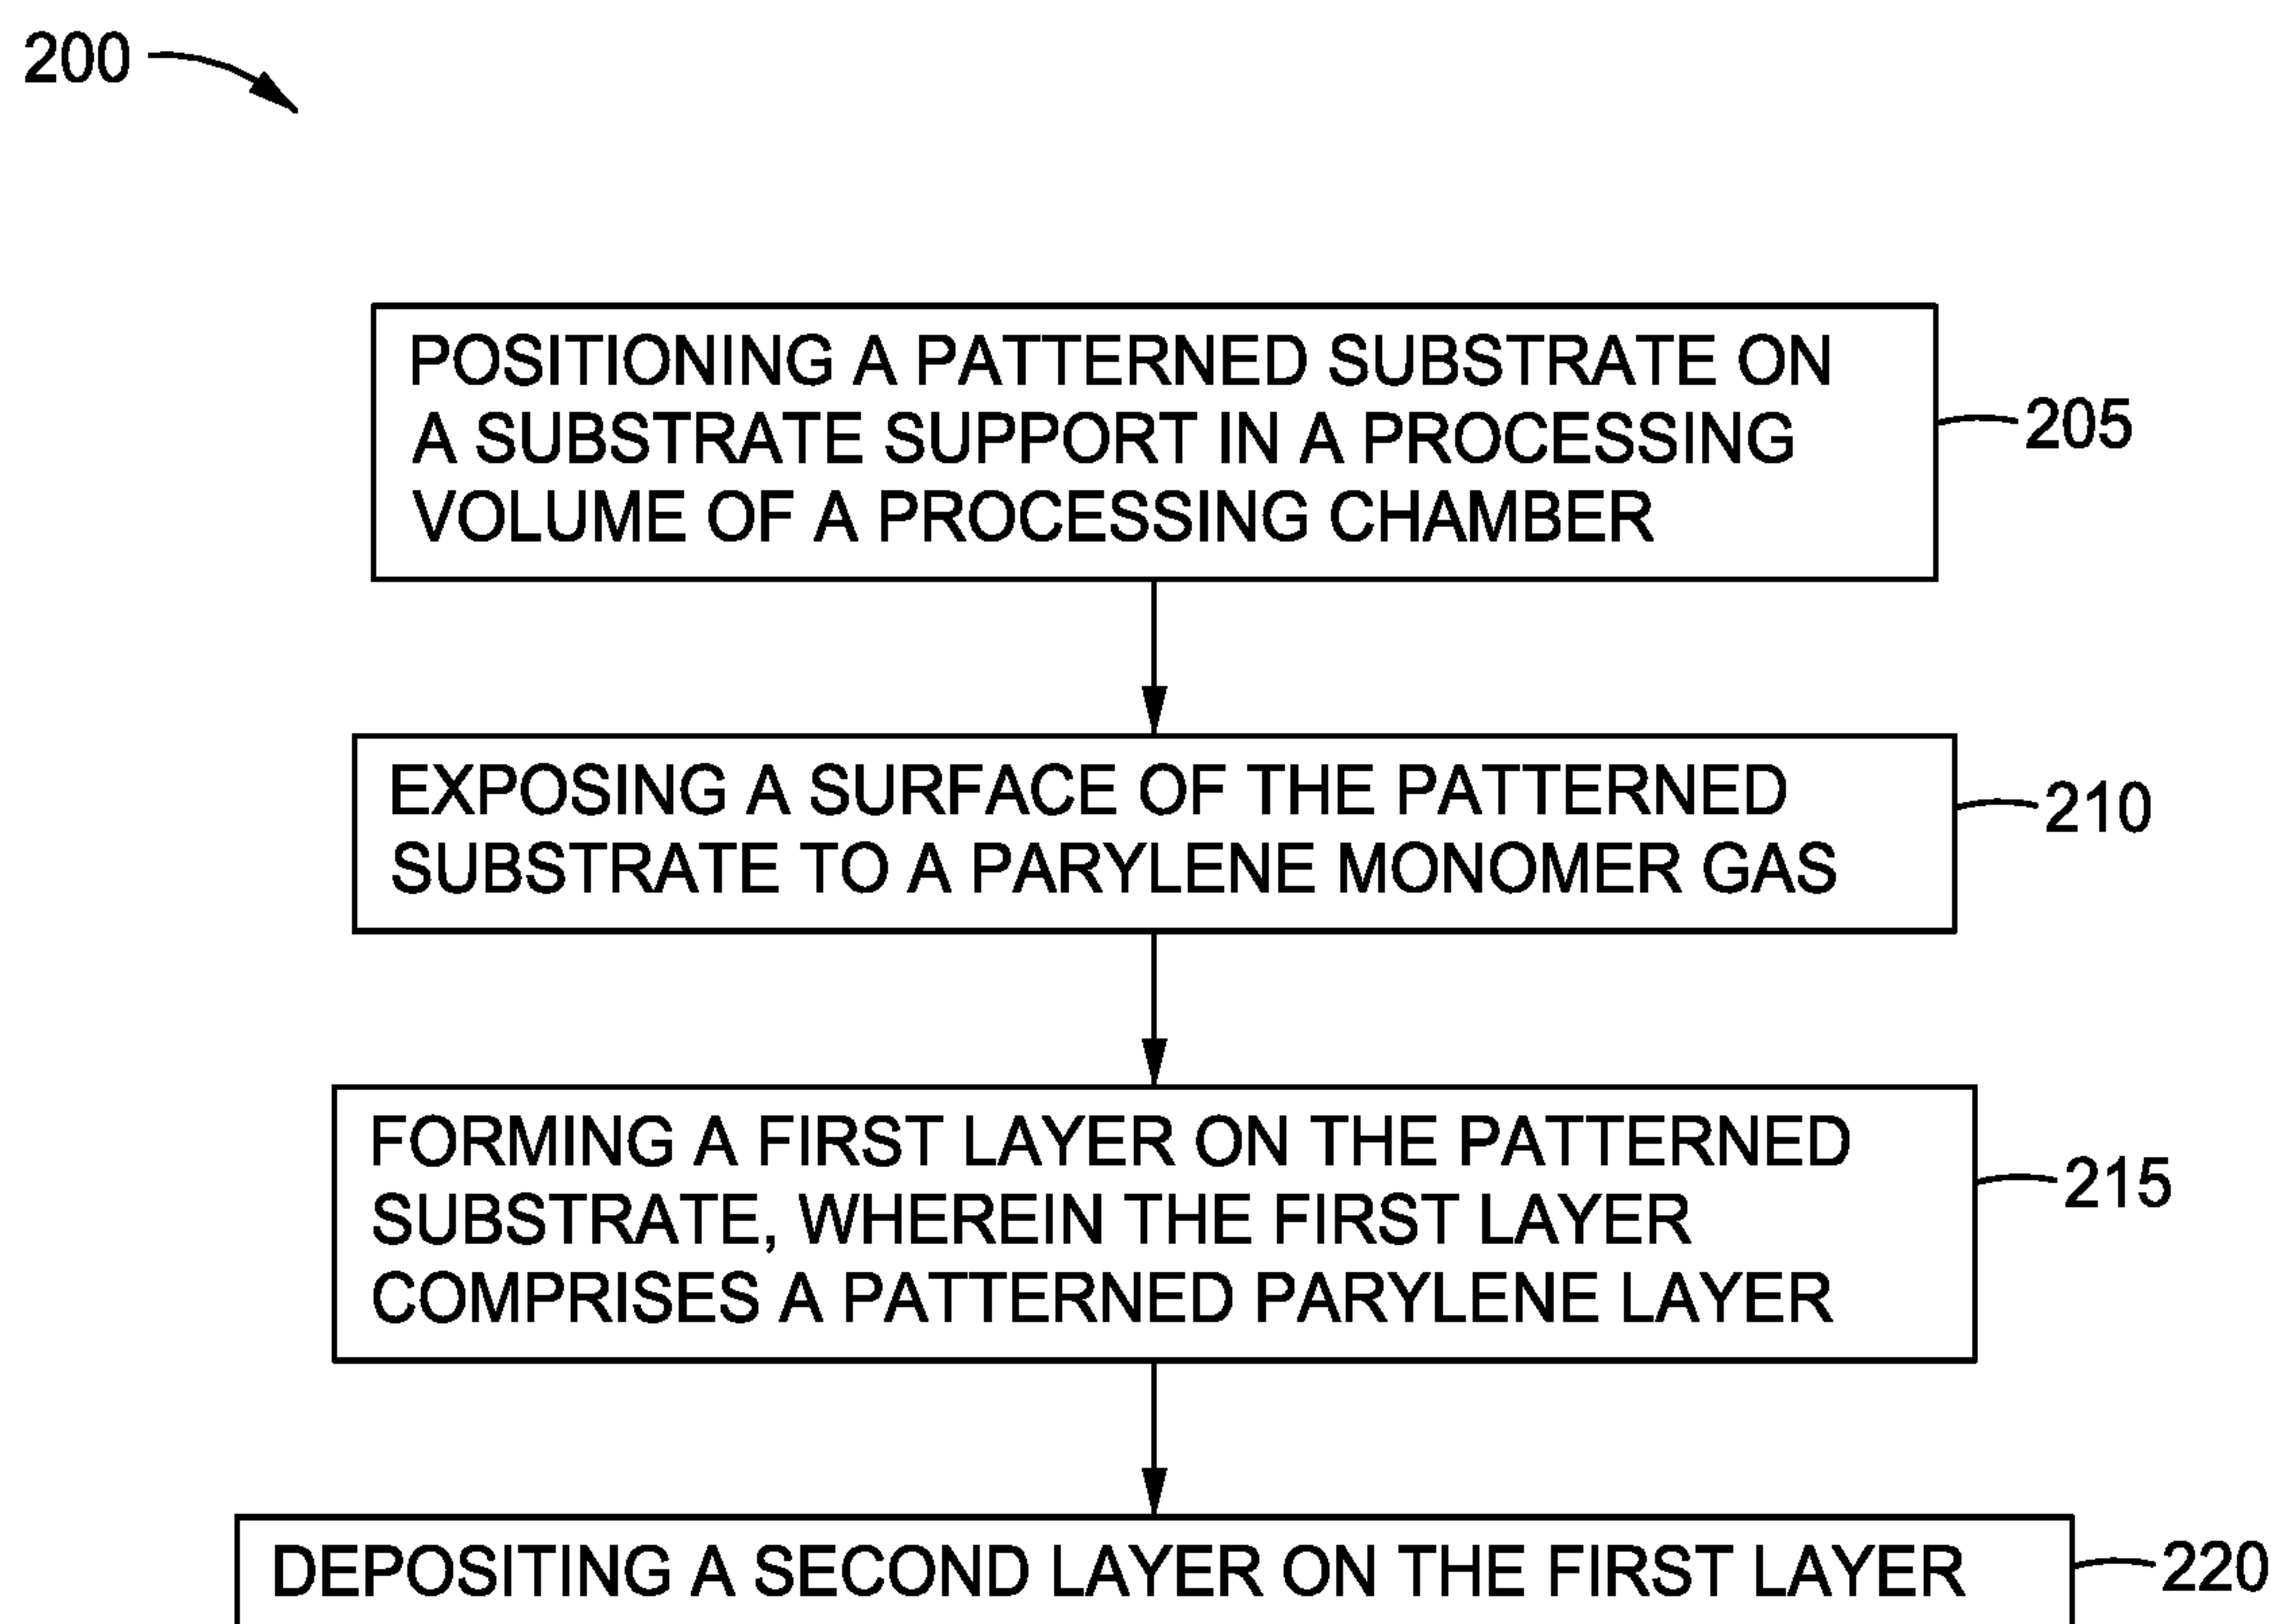 200
POSITIONING A PATTERNED SUBSTRATE ON
A SUBSTRATE SUPPORT IN A PROCESSING
VOLUME OF A PROCESSING CHAMBER
205
EXPOSING A SURFACE OF THE PATTERNED
SUBSTRATE TO A PARYLENE MONOMER GAS
210
FORMING A FIRST LAYER ON THE PATTERNED
SUBSTRATE, WHEREIN THE FIRST LAYER
COMPRISES A PATTERNED PARYLENE LAYER
215
DEPOSITING A SECOND LAYER ON THE FIRST LAYER
220